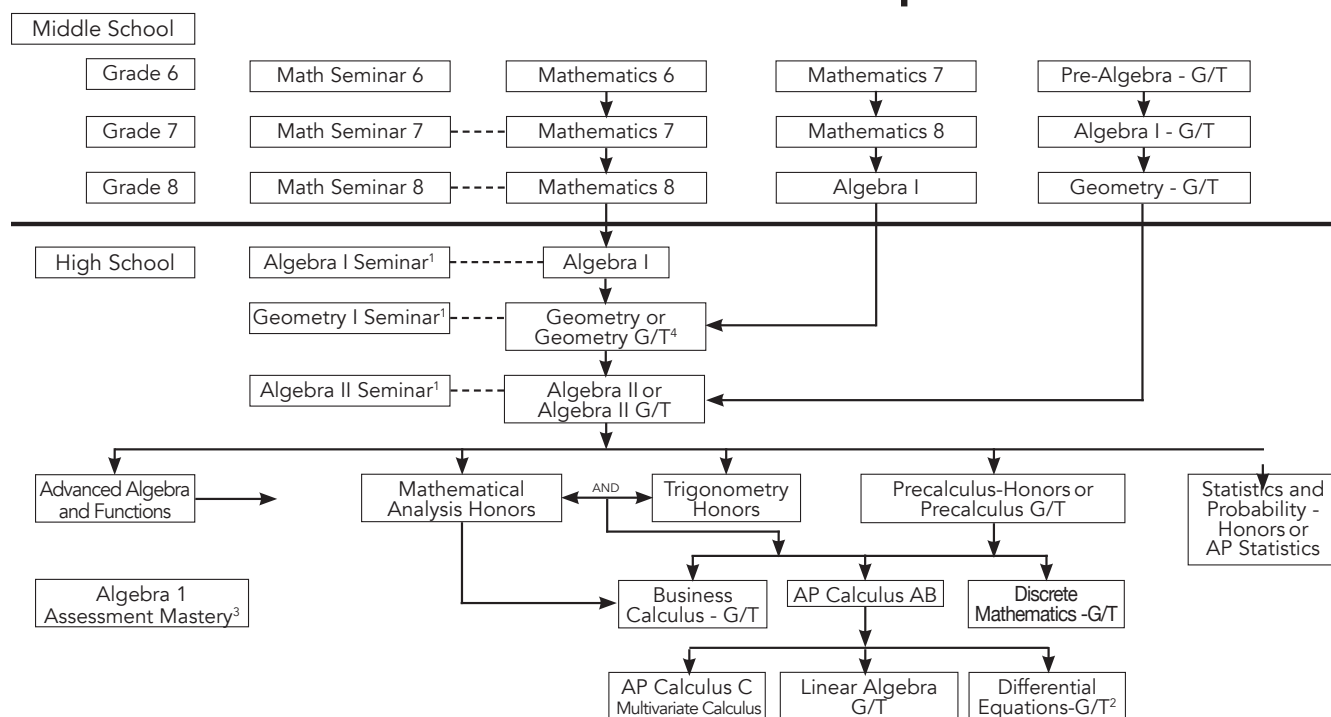 Middle School
Grade 6
Math Seminar 6
Mathematics 6
Mathematics 7
Pre-Algebra - G/T
Grade 7
Math Seminar 7
Mathematics 7
Mathematics 8
Algebra I - G/T
Grade 8
Math Seminar 8
Mathematics 8
Algebra I
Geometry - G/T
High School
Algebra I Seminar¹
Algebra I
Geometry I Seminar¹
Geometry or
Geometry G/T⁴
Algebra II Seminar¹
Algebra II or
Algebra II G/T
Advanced Algebra
and Functions
Mathematical
Analysis Honors
AND
Trigonometry
Honors
Precalculus-Honors or
Precalculus G/T
Statistics and
Probability -
Honors or
AP Statistics
Algebra 1
Assessment Mastery³
Business
Calculus - G/T
AP Calculus AB
Discrete
Mathematics -G/T
AP Calculus C
Multivariate Calculus
Linear Algebra
G/T
Differential
Equations-G/T²